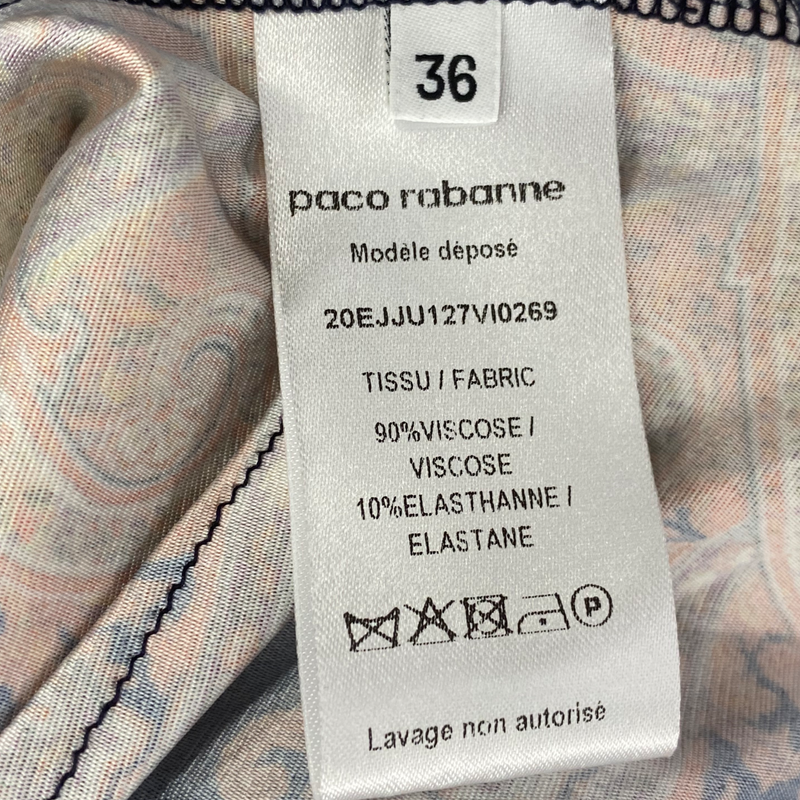 36
paco rabanne
Modèle déposé
20EJJU127VI0269
TISSU / FABRIC
90%VISCOSE /
VISCOSE
10%ELASTHANNE /
ELASTANE
P
Lavage non autorisé